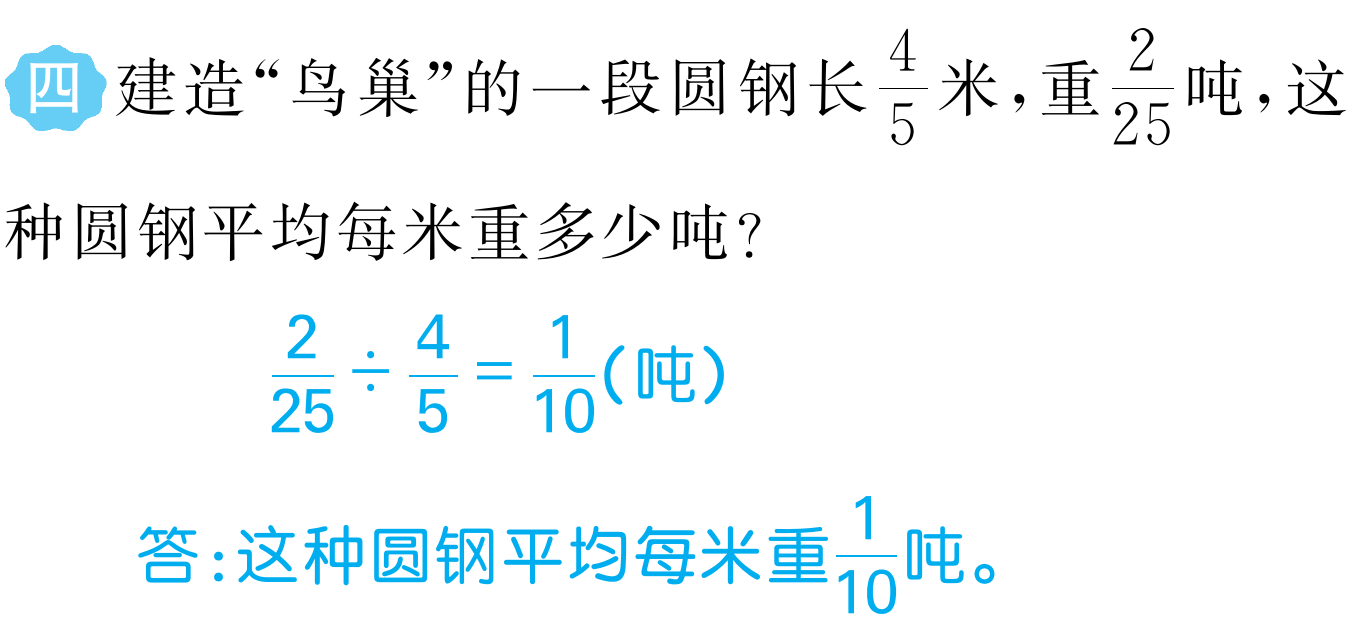 四 建造“鸟巢”的一段圆钢长4/5米,重2/25吨,这
种圆钢平均每米重多少吨?
2/25÷4/5=1/10(吨)
答:这种圆钢平均每米重1/10吨。